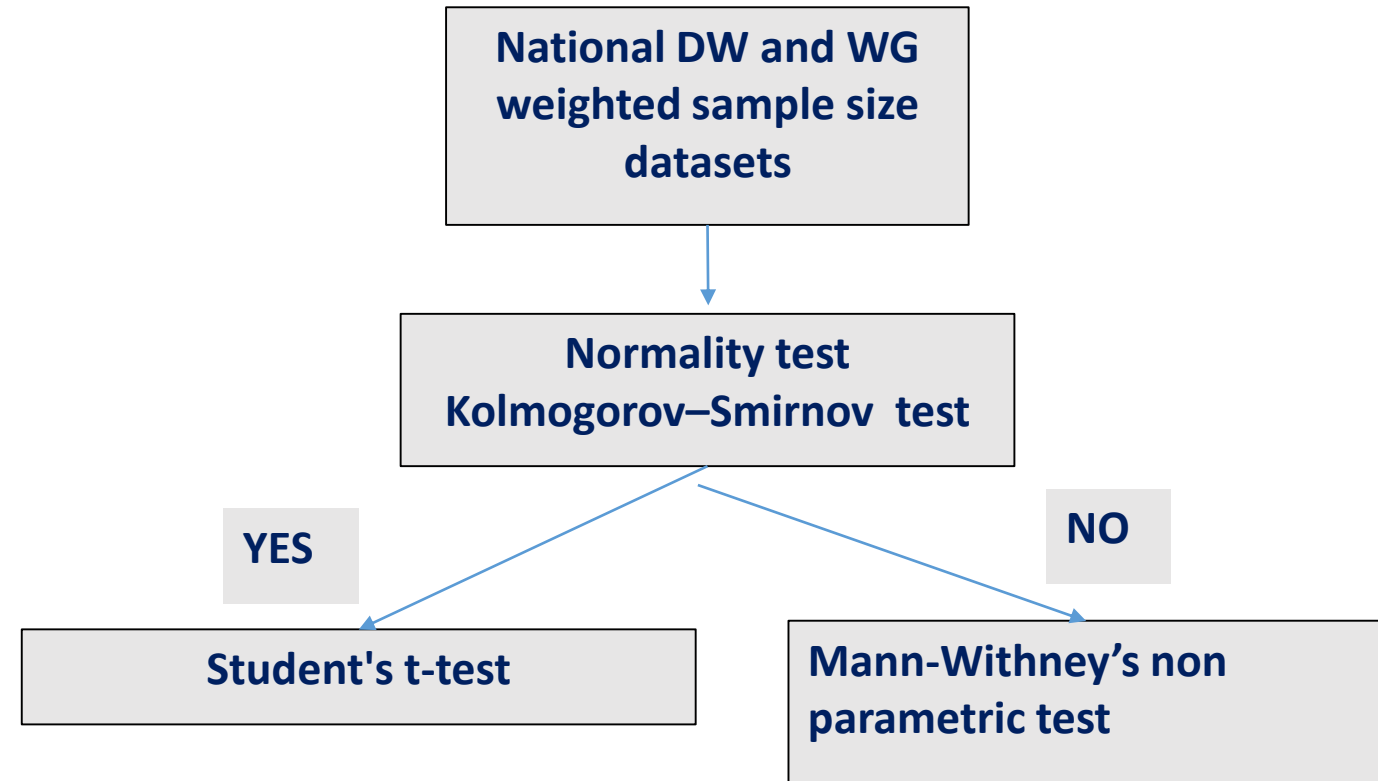 National DW and WG
weighted sample size
datasets
Normality test
Kolmogorov–Smirnov test
YES
NO
Student's t-test
Mann-Withney’s non
parametric test